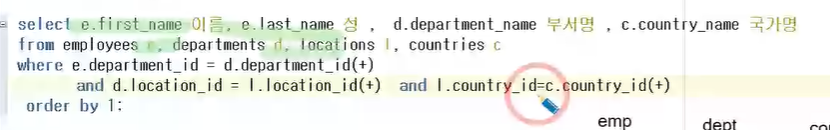 select e.first_name 이름, e.last_name 성 , d.department_name 부서명 , c.country_name 국가명
from employees e, departments d, locations l, countries c
where e.department_id = d.department_id(+)
and d.location_id = l.location_id(+) and l.country_id=c.country_id(+)
order by 1;
emp dept